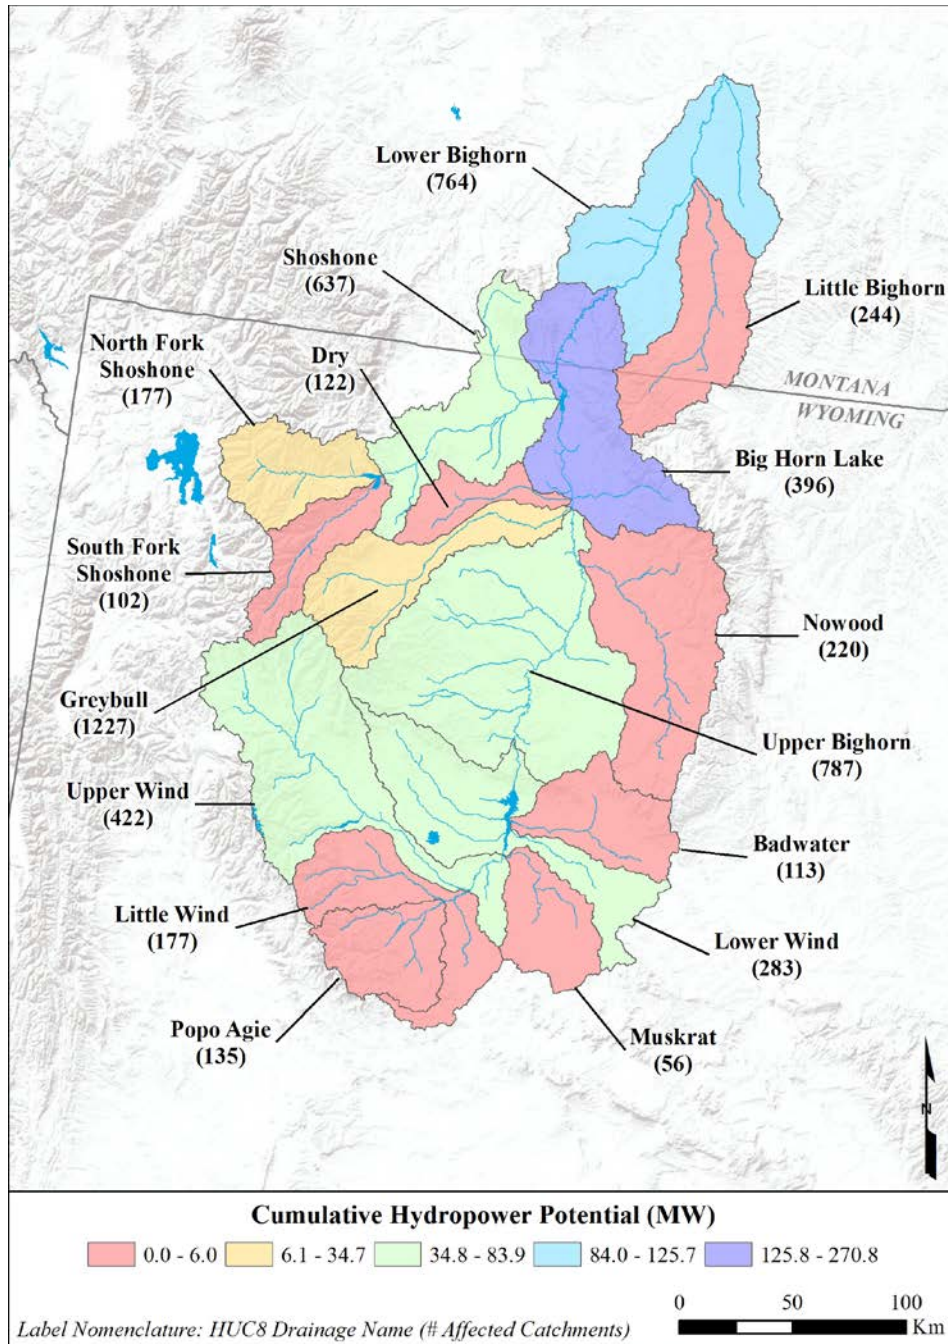 Lower Bighorn
(764)
Shoshone
(637)
Little Bighorn
(244)
North Fork
Shoshone
(177)
Dry
(122)
MONTANA
WYOMING
Big Horn Lake
(396)
South Fork
Shoshone
(102)
Nowood
(220)
Greybull
(1227)
Upper Bighorn
(787)
Upper Wind
(422)
Badwater
(113)
Little Wind
(177)
Lower Wind
(283)
Popo Agie
(135)
Muskrat
(56)
N
Cumulative Hydropower Potential (MW)
0.0 - 6.0 6.1 - 34.7 34.8 - 83.9 84.0 - 125.7 125.8 - 270.8
0 50 100
Km
Label Nomenclature: HUC8 Drainage Name (# Affected Catchments)